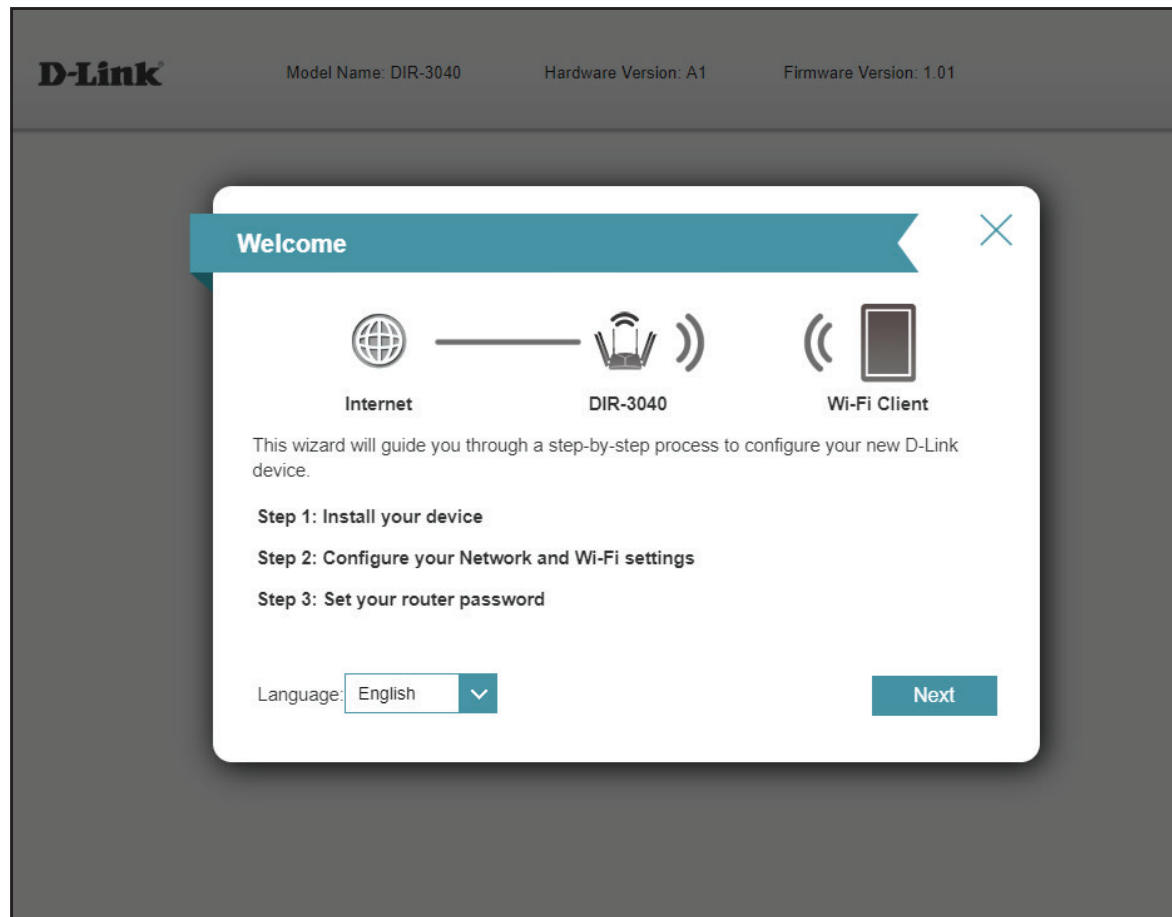 D-Link
Model Name: DIR-3040 Hardware Version: A1 Firmware Version: 1.01
Welcome
Internet DIR-3040 Wi-Fi Client
This wizard will guide you through a step-by-step process to configure your new D-Link
device.
Step 1: Install your device
Step 2: Configure your Network and Wi-Fi settings
Step 3: Set your router password
Language: English Next